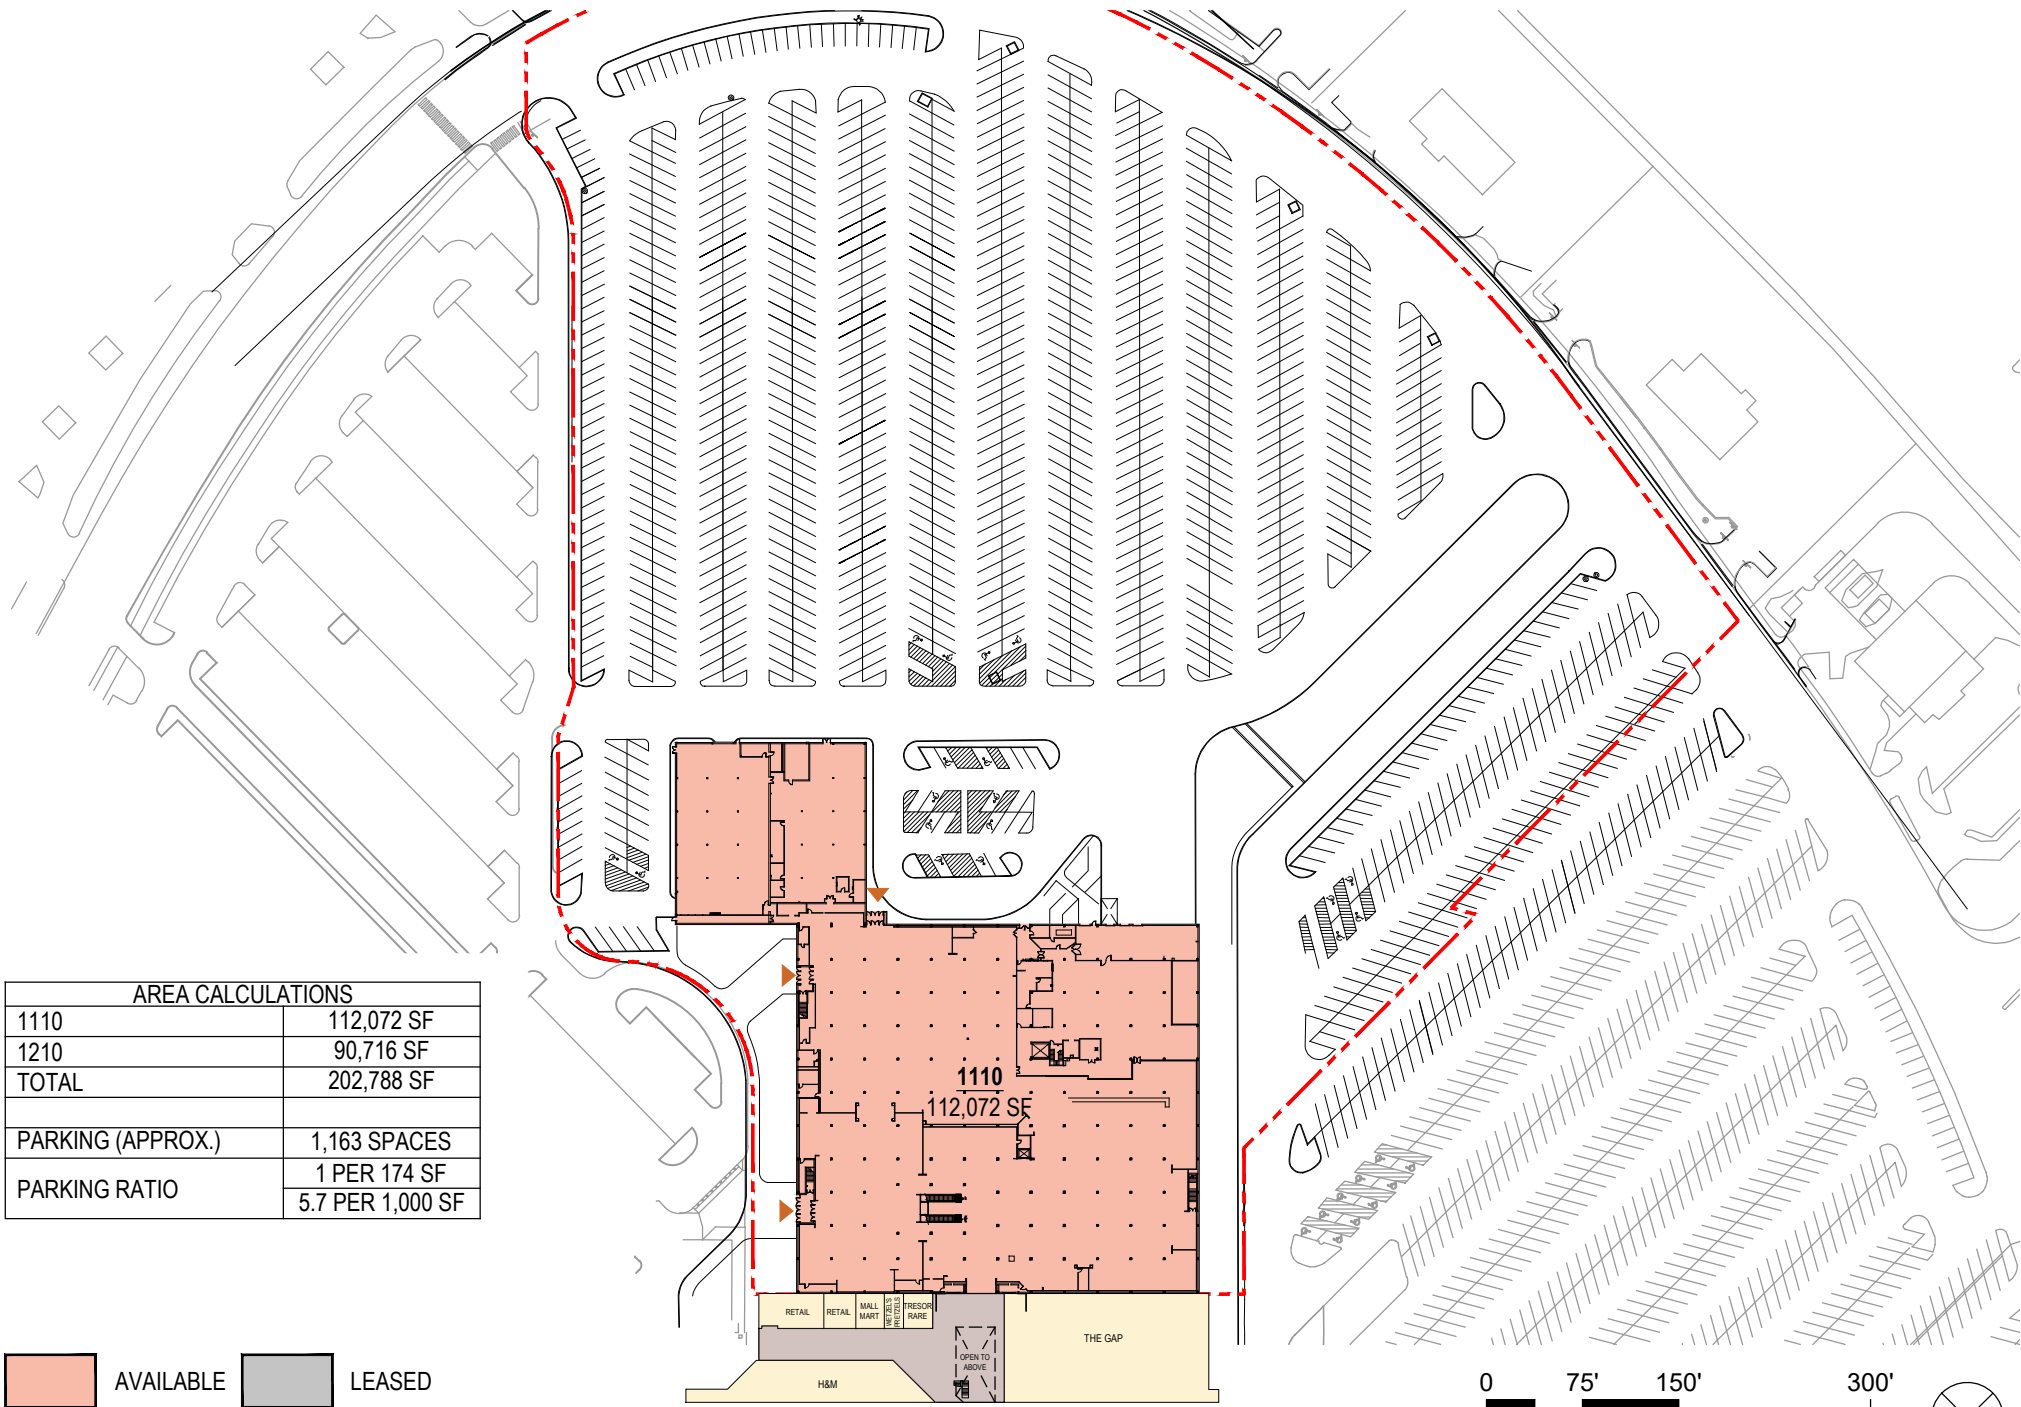 AREA CALCULATIONS
1110 112,072 SF
1210 90,716 SF
TOTAL 202,788 SF
PARKING (APPROX.) 1,163 SPACES
PARKING RATIO 1 PER 174 SF
5.7 PER 1,000 SF
1110
112,072 SF
RETAIL
RETAIL
MALL
MART
WETZEL'S
PRETZELS
TRESOR
RARE
OPEN TO
ABOVE
THE GAP
H&M
AVAILABLE
LEASED
0 75' 150' 300'